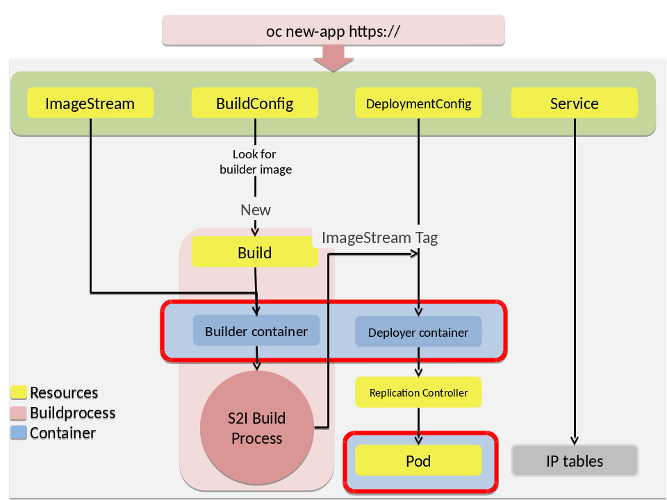 oc new-app https://
ImageStream
BuildConfig
DeploymentConfig
Service
Look for
builder image
New
ImageStream Tag
Build
Builder container
Deployer container
Resources
Buildprocess
Container
S2I Build
Process
Replication Controller
Pod
IP tables